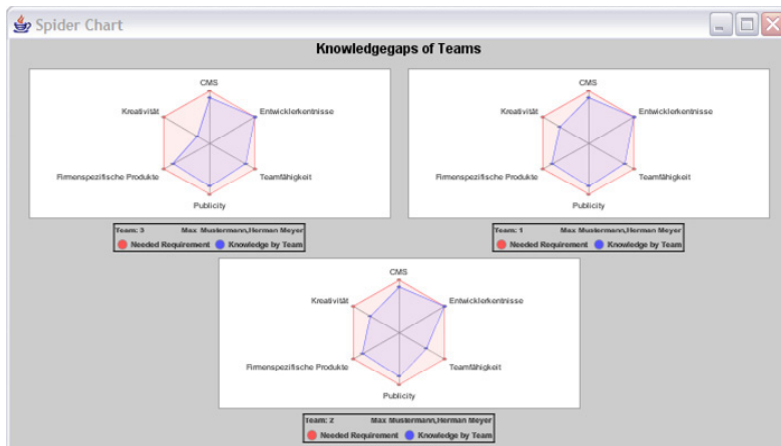 Spider Chart
Knowledgegaps of Teams
CMS
Kreativität
Entwicklerkentnisse
Firmenspezifische Produkte
Teamfähigkeit
Publicity
Team: 3 Max Mustermann,Herman Meyer
Needed Requirement Knowledge by Team
CMS
Kreativität
Entwicklerkentnisse
Firmenspezifische Produkte
Teamfähigkeit
Publicity
Team: 1 Max Mustermann,Herman Meyer
Needed Requirement Knowledge by Team
CMS
Kreativität
Entwicklerkentnisse
Firmenspezifische Produkte
Teamfähigkeit
Publicity
Team: 2 Max Mustermann,Herman Meyer
Needed Requirement Knowledge by Team